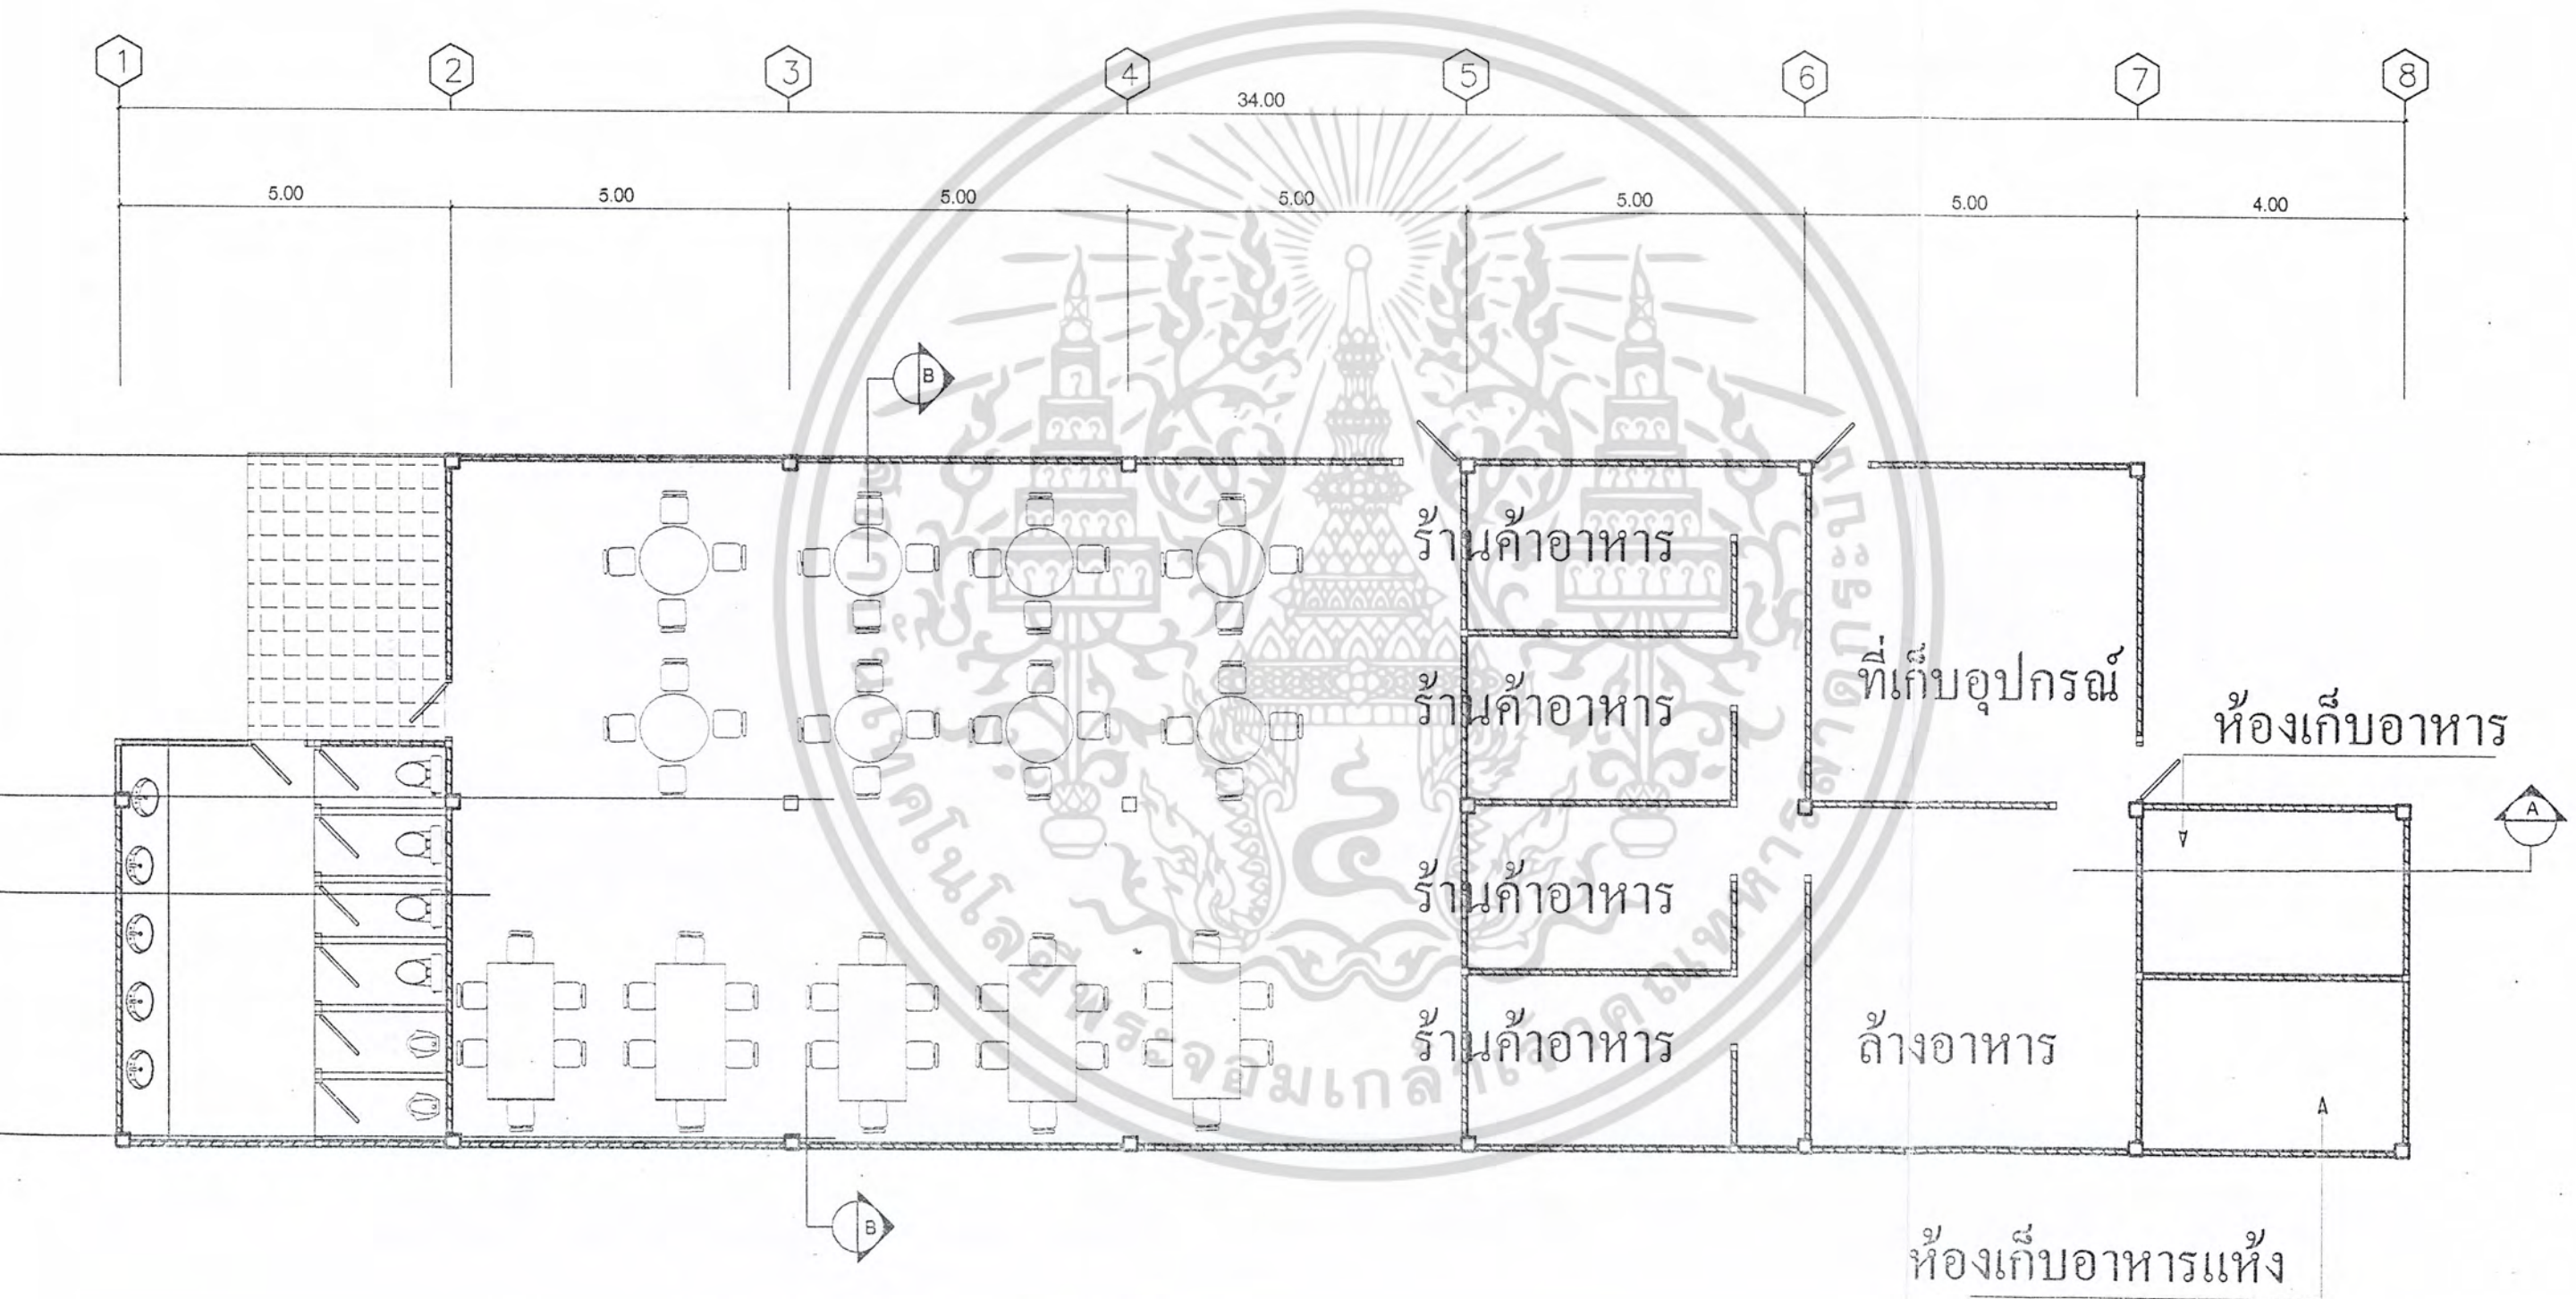 1 2 3 4 5 6 7 8
34.00
5.00 5.00 5.00 5.00 5.00 5.00 4.00
B
ร้านค้าอาหาร
ร้านค้าอาหาร
ที่เก็บอุปกรณ์
ห้องเก็บอาหาร
A
ร้านค้าอาหาร
ร้านค้าอาหาร
ล้างอาหาร
B
ห้องเก็บอาหารแห้ง